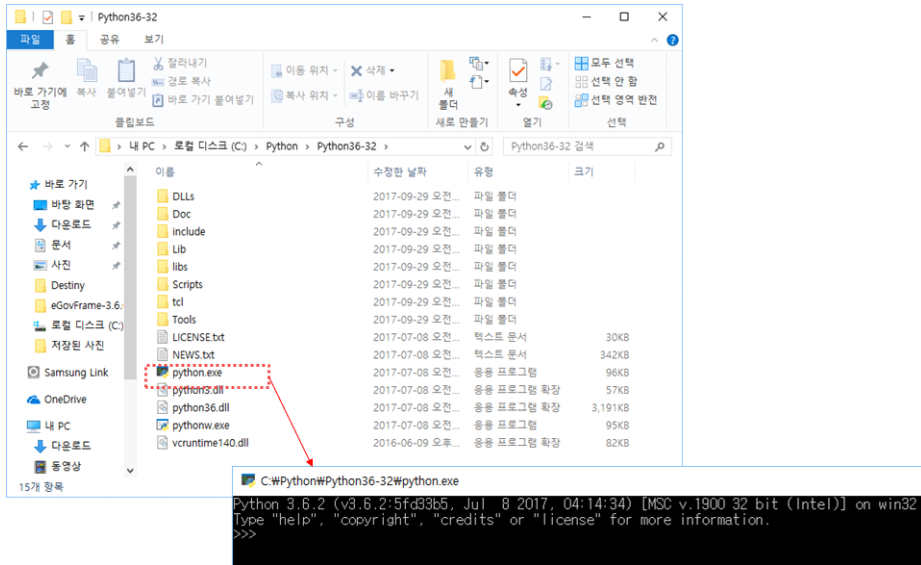 Python36-32
파일 홈 공유 보기
바로 가기에 고정
복사
붙여넣기
잘라내기
경로 복사
바로 가기 붙여넣기
클립보드
이동 위치
복사 위치
삭제
이름 바꾸기
구성
새 폴더
새로 만들기
속성
열기
모두 선택
선택 안 함
선택 영역 반전
선택
내 PC > 로컬 디스크 (C:) > Python > Python36-32 >
Python36-32 검색
바로 가기
바탕 화면
다운로드
문서
사진
Destiny
eGovFrame-3.6.
로컬 디스크 (C:)
저장된 사진
Samsung Link
OneDrive
내 PC
다운로드
동영상
이름 수정한 날짜 유형 크기
DLLs 2017-09-29 오전... 파일 폴더
Doc 2017-09-29 오전... 파일 폴더
include 2017-09-29 오전... 파일 폴더
Lib 2017-09-29 오전... 파일 폴더
libs 2017-09-29 오전... 파일 폴더
Scripts 2017-09-29 오전... 파일 폴더
tcl 2017-09-29 오전... 파일 폴더
Tools 2017-09-29 오전... 파일 폴더
LICENSE.txt 2017-07-08 오전... 텍스트 문서 30KB
NEWS.txt 2017-07-08 오전... 텍스트 문서 342KB
python.exe 2017-07-08 오전... 응용 프로그램 96KB
python3.dll 2017-07-08 오전... 응용 프로그램 확장 57KB
python36.dll 2017-07-08 오전... 응용 프로그램 확장 3,191KB
pythonw.exe 2017-07-08 오전... 응용 프로그램 95KB
vcruntime140.dll 2016-06-09 오후... 응용 프로그램 확장 82KB
15개 항목
C:₩Python₩Python36-32₩python.exe
Python 3.6.2 (v3.6.2:5fd33b5, Jul  8 2017, 04:14:34) [MSC v.1900 32 bit (Intel)] on win32
Type "help", "copyright", "credits" or "license" for more information.
>>>